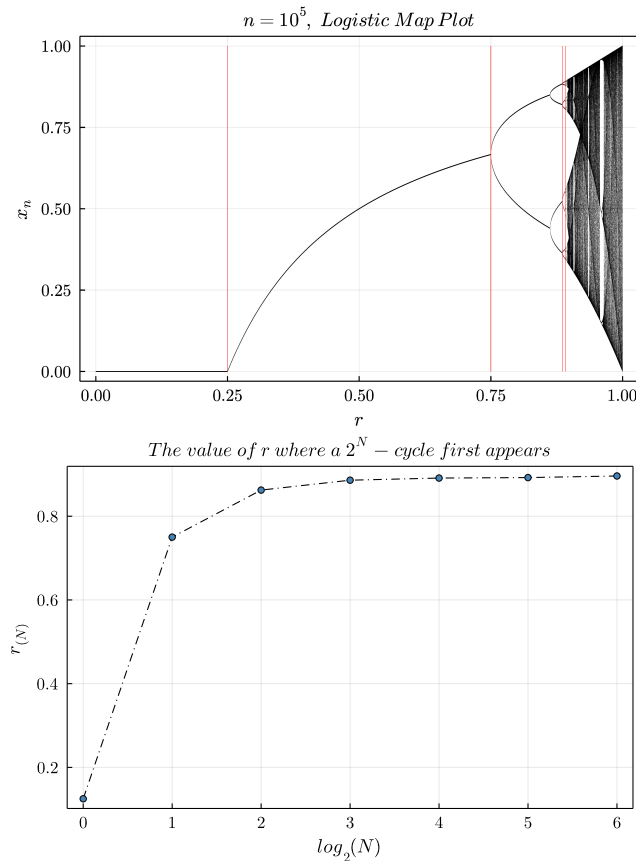 n = 10^5, Logistic Map Plot
1.00
0.75
0.50
0.25
0.00
x_n
0.00 0.25 0.50 0.75 1.00
r
The value of r where a 2^N − cycle first appears
0.8
0.6
0.4
0.2
r_(N)
0 1 2 3 4 5 6
log_2(N)